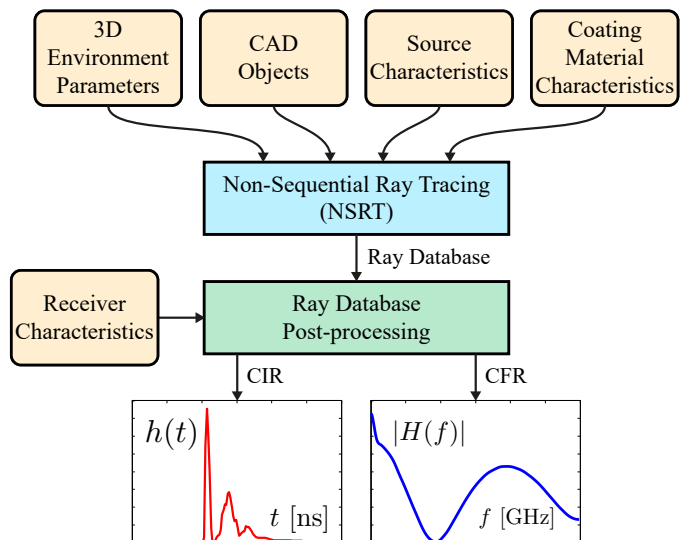 3D
Environment
Parameters
CAD
Objects
Source
Characteristics
Coating
Material
Characteristics
Non-Sequential Ray Tracing
(NSRT)
Ray Database
Receiver
Characteristics
Ray Database
Post-processing
CIR
CFR
h(t)
t [ns]
|H(f)|
f [GHz]